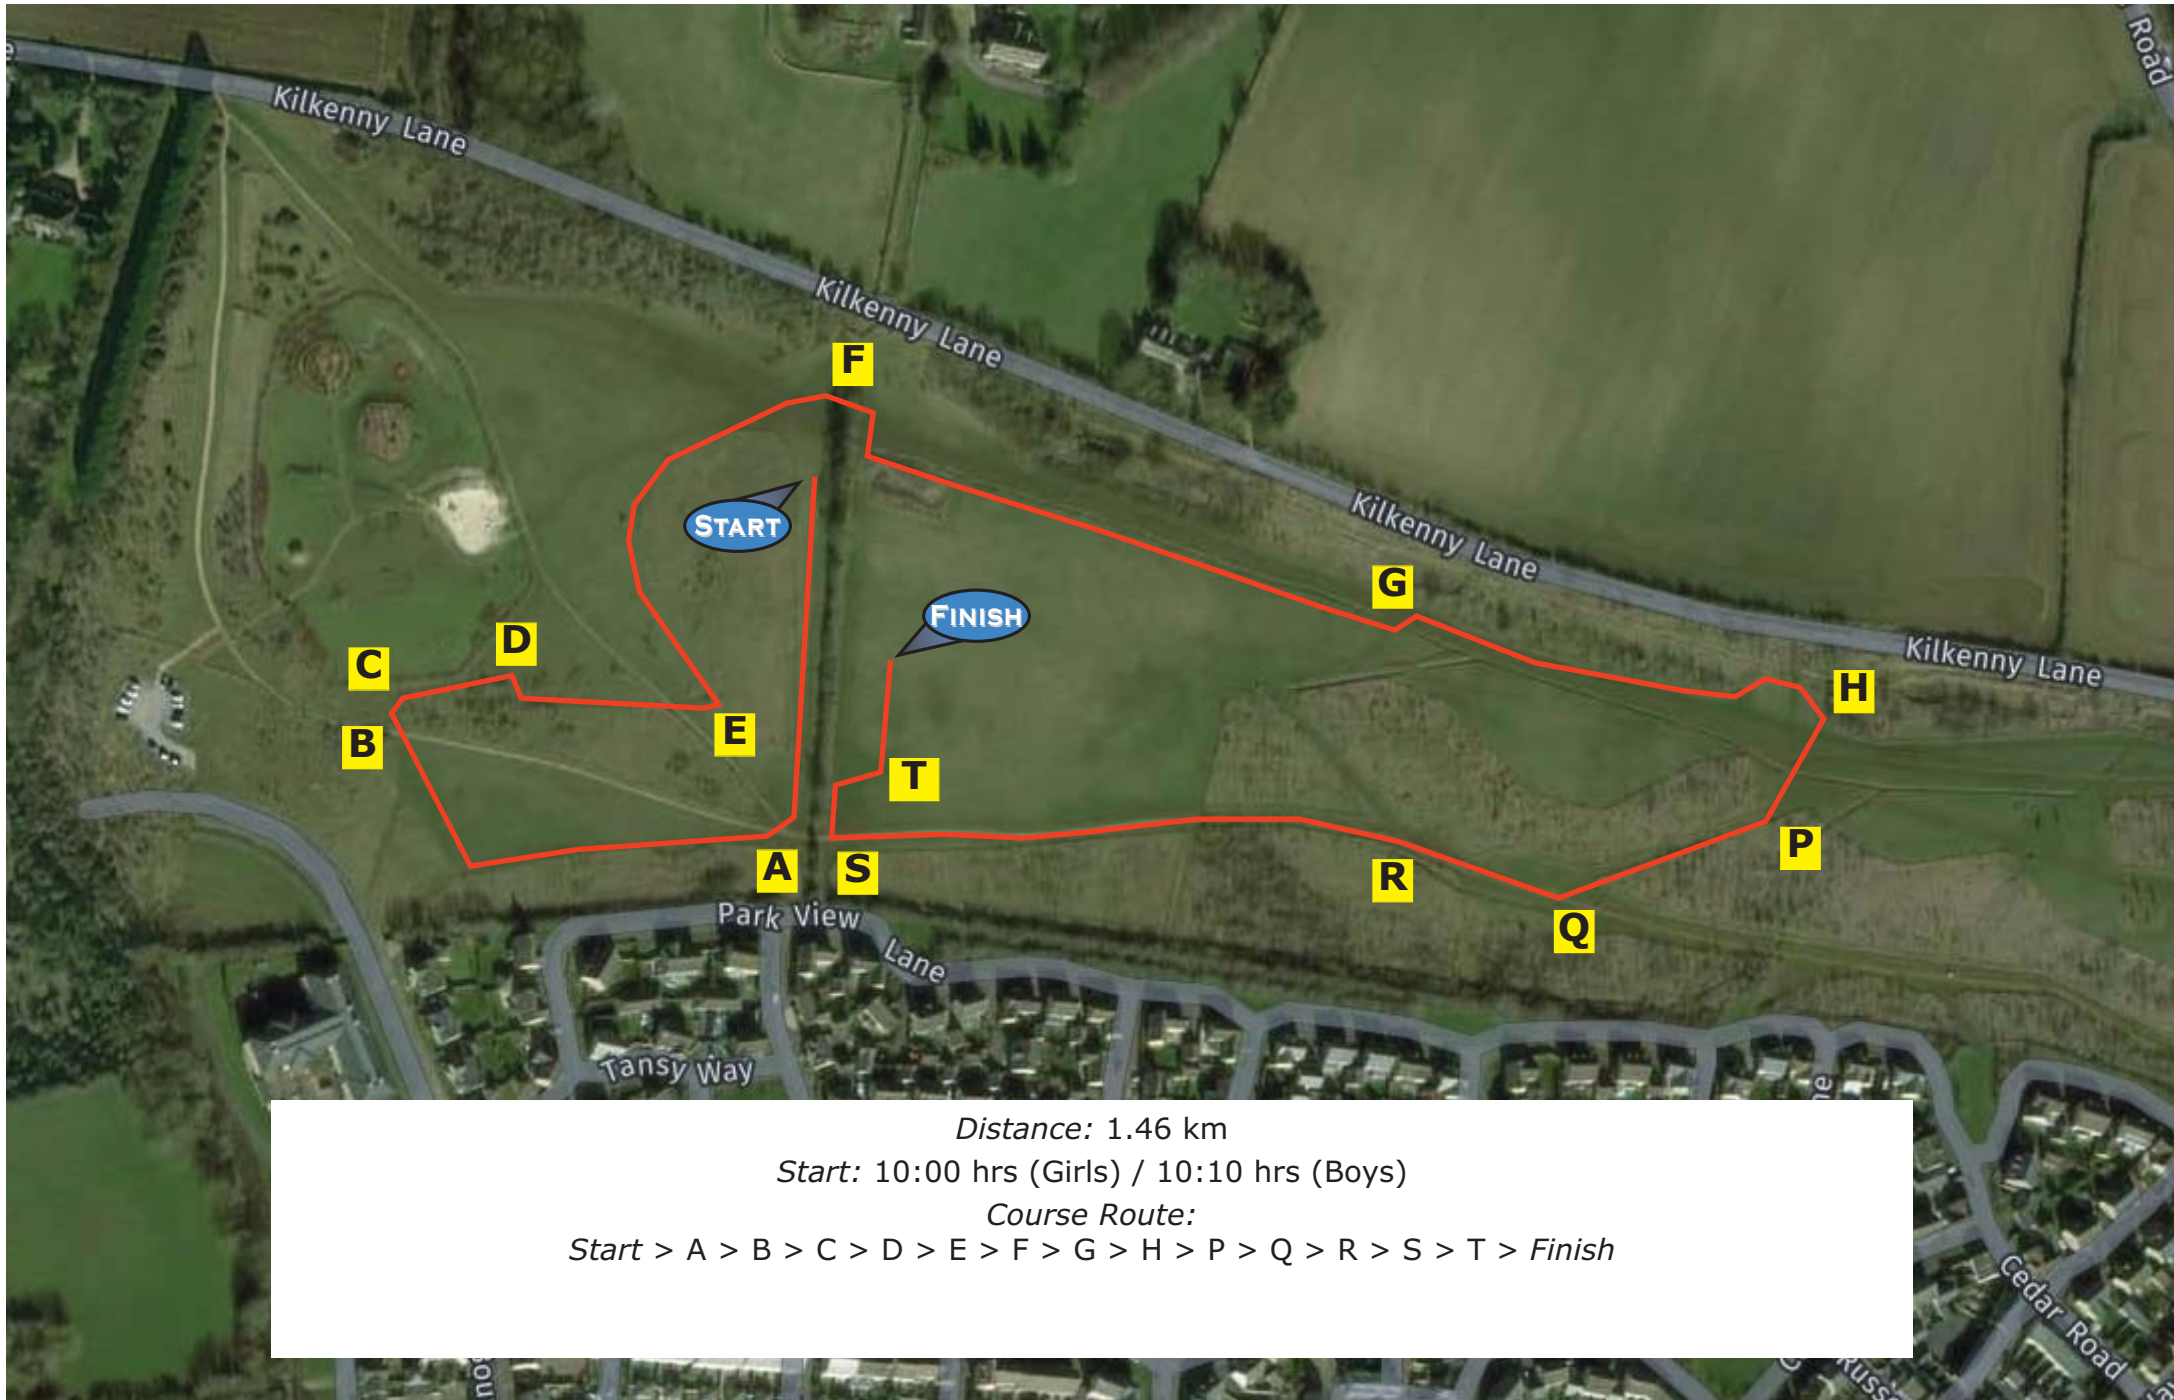 Road
Kilkenny Lane
Kilkenny Lane
F
Kilkenny Lane
START
G
FINISH
Kilkenny Lane
D
C
H
B
E
T
P
A
S
R
Park View
Q
Lane
Tansy Way
Distance: 1.46 km
Start: 10:00 hrs (Girls) / 10:10 hrs (Boys)
Course Route:
Start > A > B > C > D > E > F > G > H > P > Q > R > S > T > Finish
Cedar Road